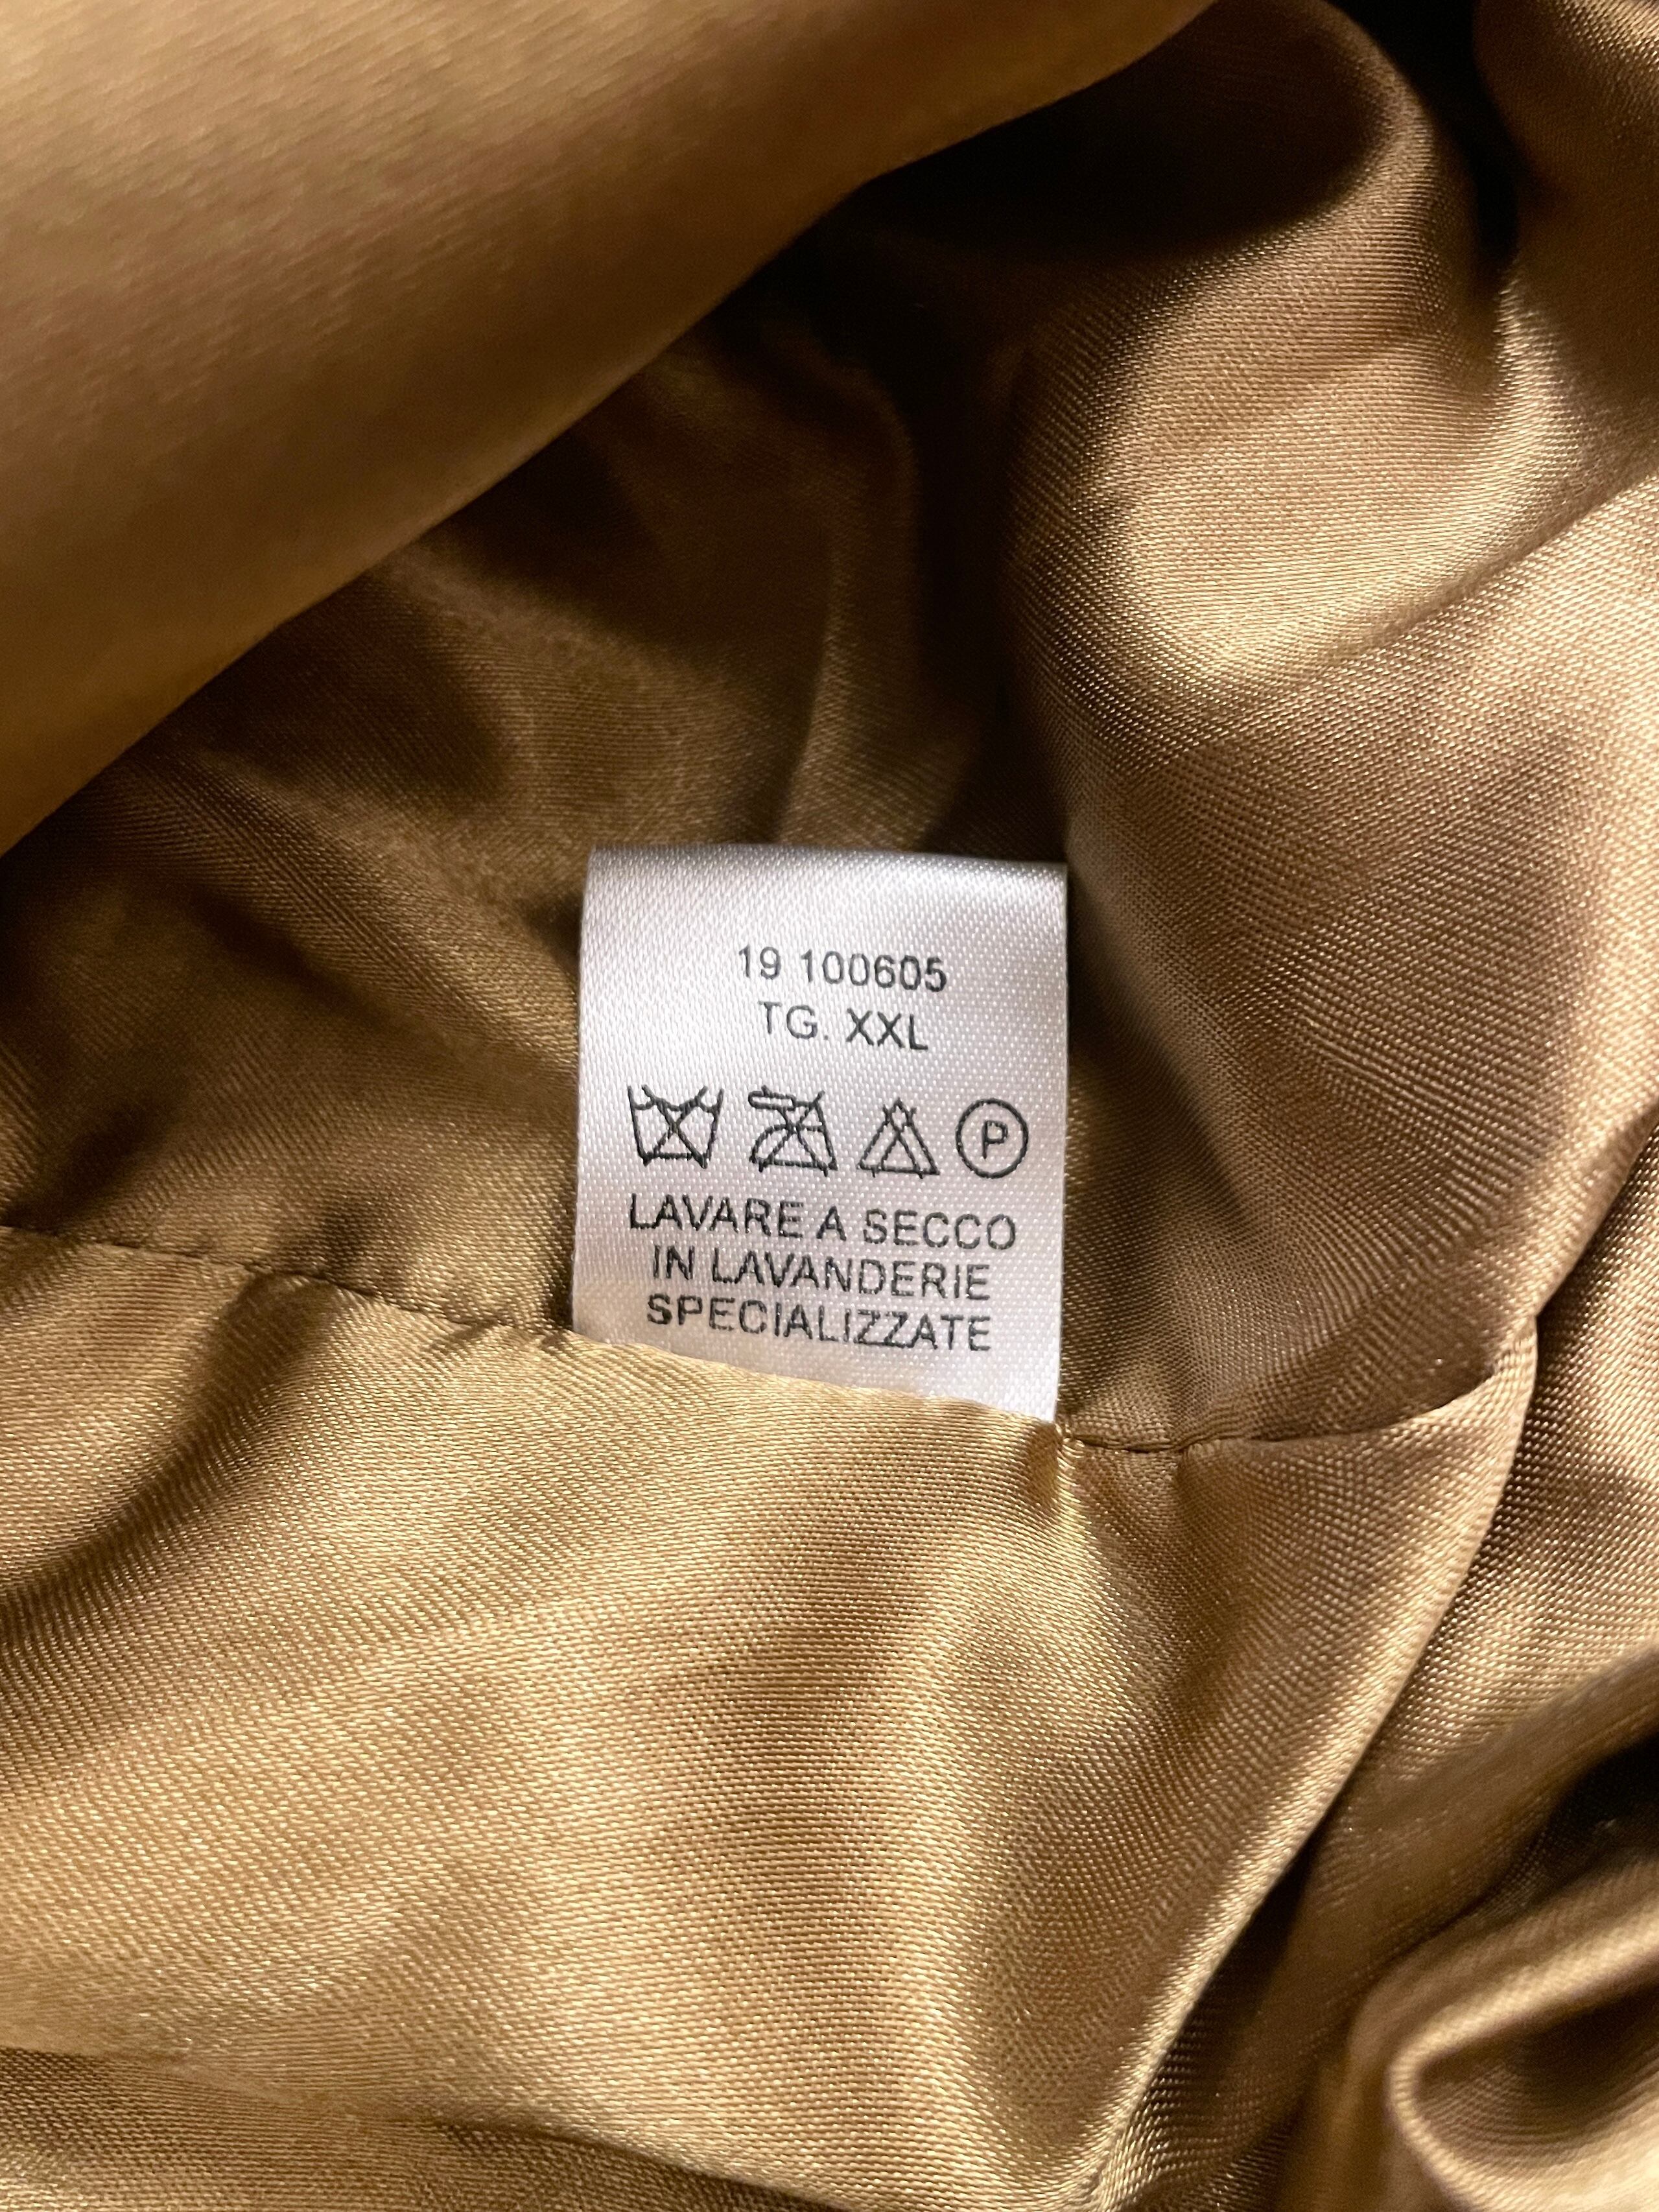 19 100605
TG. XXL
P
LAVARE A SECCO
IN LAVANDERIE
SPECIALIZZATE